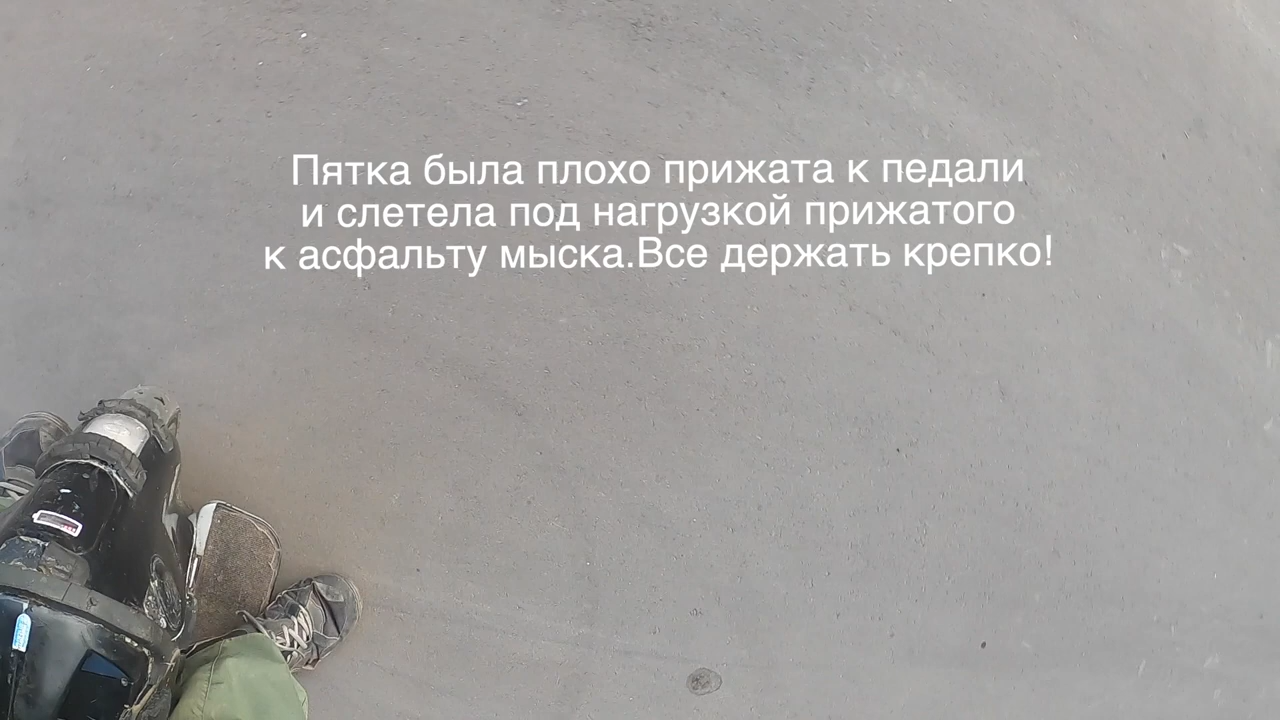 Пятка была плохо прижата к педали
и слетела под нагрузкой прижатого
к асфальту мыска.Все держать крепко!